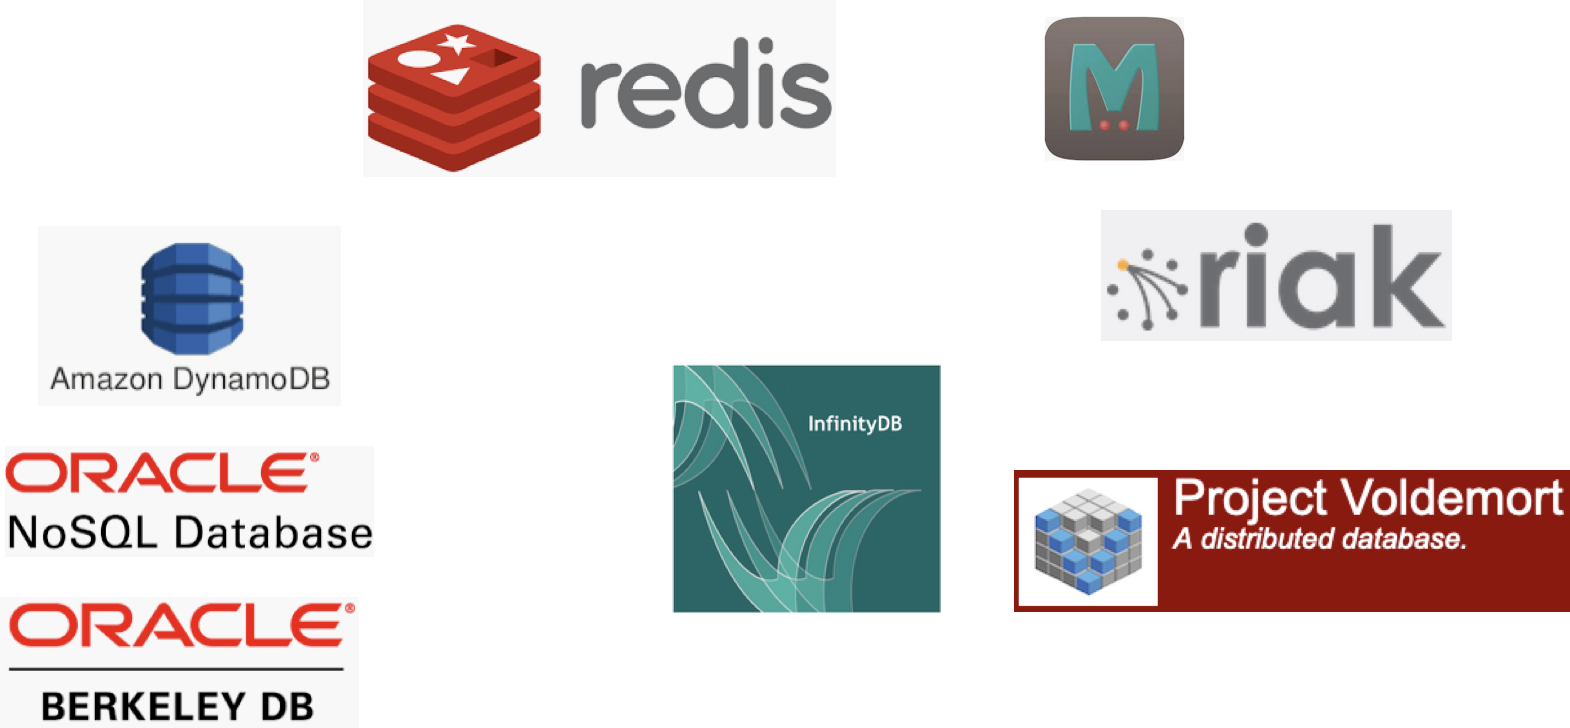 redis
M
riak
Amazon DynamoDB
InfinityDB
ORACLE®
NoSQL Database
Project Voldemort
A distributed database.
ORACLE®
BERKELEY DB